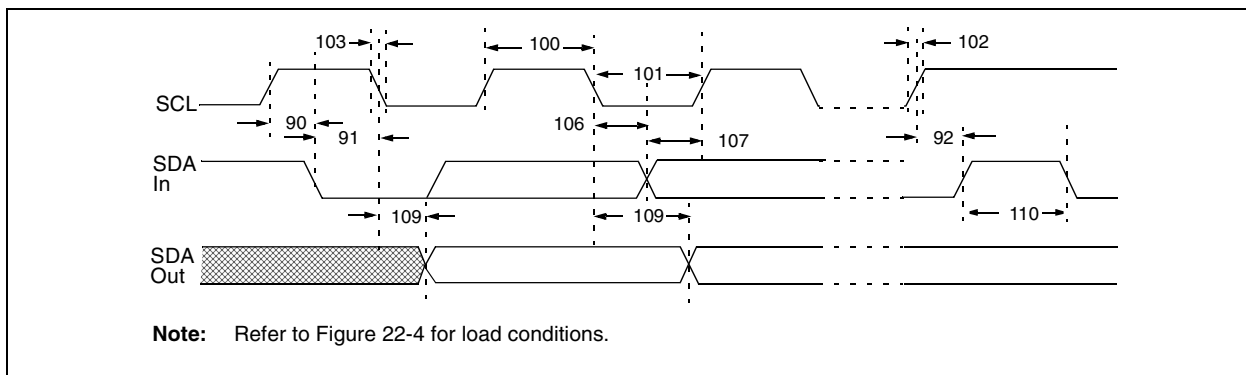 103
100
102
101
SCL
90
91
106
107
92
SDA
In
109
109
110
SDA
Out
Note: Refer to Figure 22-4 for load conditions.